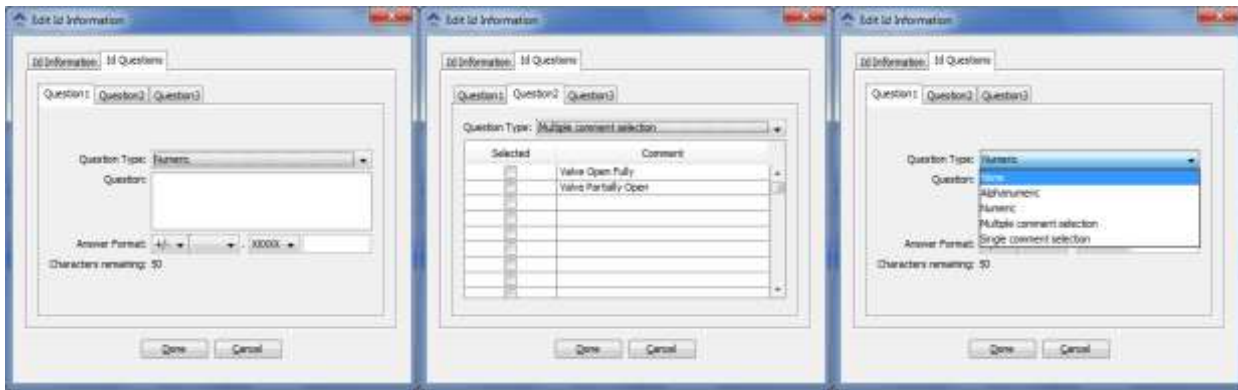 Edit Id Information
Id Information Id Questions
Question1 Question2 Question3
Question Type: Numeric
Question:
Answer Format: +/- . XXXXX
Characters remaining: 50
Done Cancel
Edit Id Information
Id Information Id Questions
Question1 Question2 Question3
Question Type: Multiple comment selection
Selected Comment
Valve Open Fully
Valve Partially Open
Done Cancel
Edit Id Information
Id Information Id Questions
Question1 Question2 Question3
Question Type: Numeric
Question:
None
Alphanumeric
Numeric
Multiple comment selection
Single comment selection
Answer Format:
Characters remaining: 50
Done Cancel